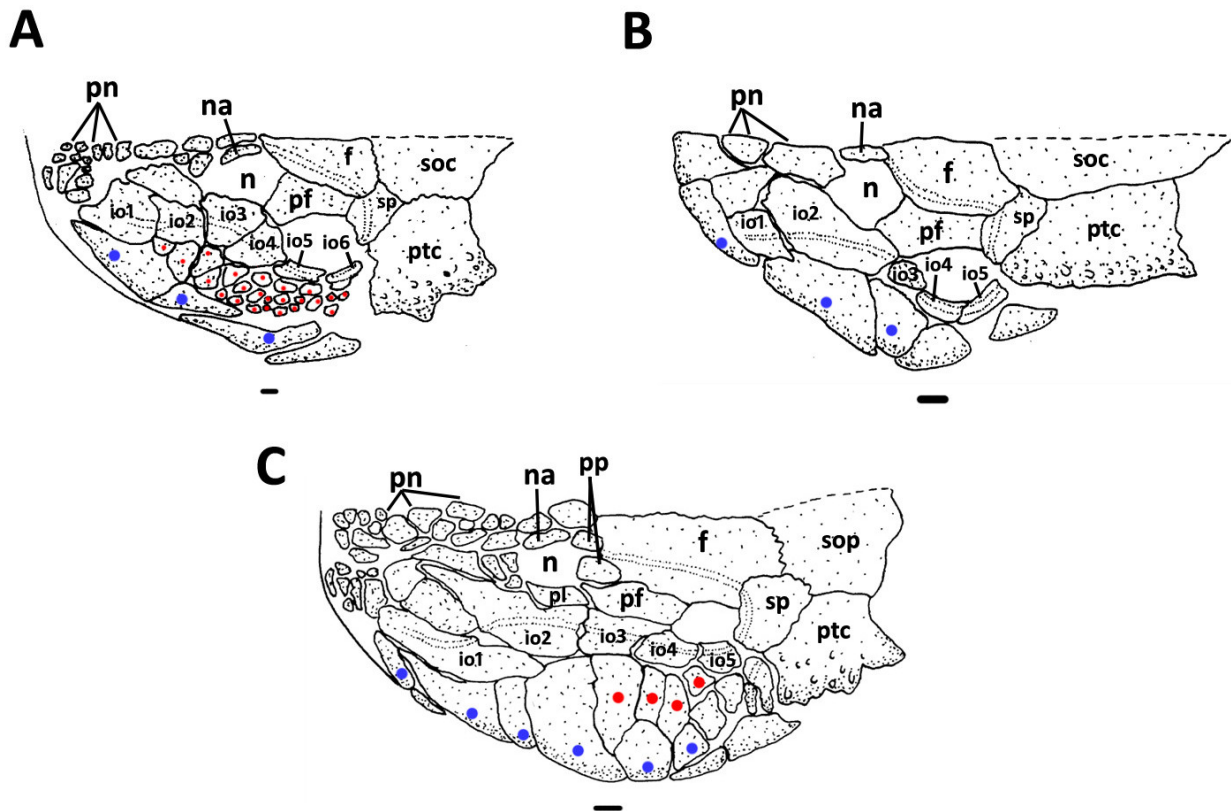 A
pn
na
f
soc
n
pf
sp
io1
io2
io3
io4
io5
io6
ptc
B
pn
na
f
soc
n
io2
sp
io1
pf
ptc
io3
io4
io5
C
pn
na
pp
f
sop
n
pl
pf
sp
ptc
io2
io3
io4
io5
io1